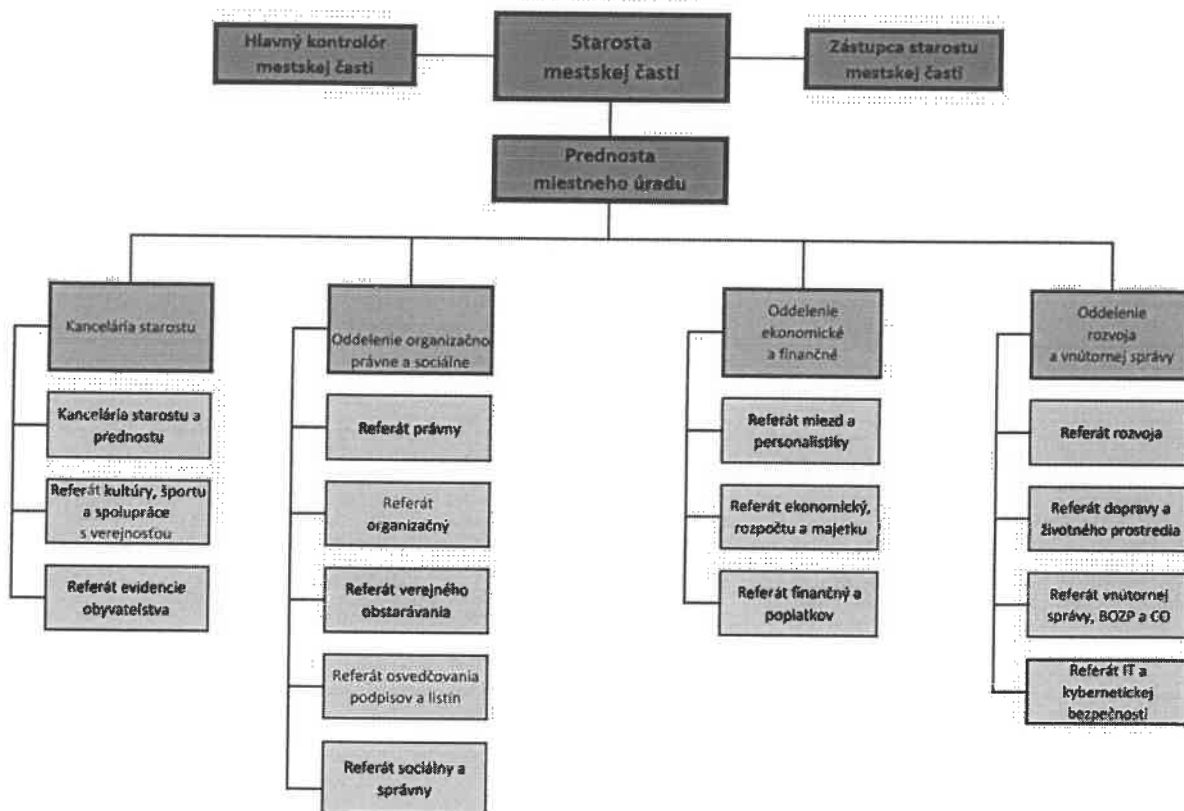 Hlavný kontrolór
mestskej časti
Starosta
mestskej časti
Zástupca starostu
mestskej časti
Prednosta
miestneho úradu
Kancelária starostu
Kancelária starostu a
prednostu
Referát kultúry, športu
a spolupráce
s verejnosťou
Referát evidencie
obyvateľstva
Oddelenie organizačno
právne a sociálne
Referát právny
Referát
organizačný
Referát verejného
obstarávania
Referát osvedčovania
podpisov a listín
Referát sociálny a
správny
Oddelenie
ekonomické
a finančné
Referát miezd a
personalistiky
Referát ekonomický,
rozpočtu a majetku
Referát finančný a
poplatkov
Oddelenie
rozvoja
a vnútornej správy
Referát rozvoja
Referát dopravy a
životného prostredia
Referát vnútornej
správy, BOZP a CO
Referát IT a
kybernetickej
bezpečnosti